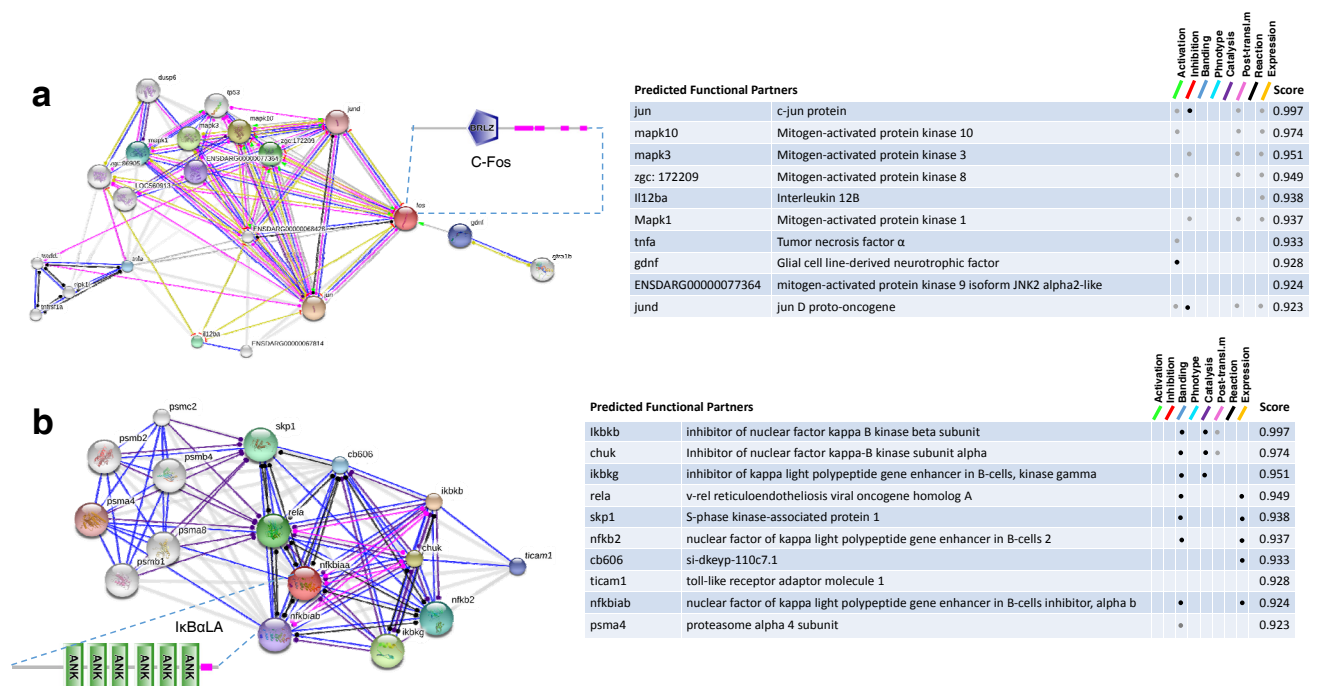 a
dusp6
tp53
jund
mapk3
mapk10
zgc:172209
mapk1
ENSDARG00000077364
zgc:86905
LOC560913
fos
BRLZ
C-Fos
gdnf
gfra1b
ENSDARG00000068426
tnfa
ripk1l
tnfrsf1a
jun
il12ba
ENSDARG00000067814
Activation
Inhibition
Banding
Phnotype
Catalysis
Post-transl.m
Reaction
Expression
Predicted Functional Partners Score
jun c-jun protein 0.997
mapk10 Mitogen-activated protein kinase 10 0.974
mapk3 Mitogen-activated protein kinase 3 0.951
zgc: 172209 Mitogen-activated protein kinase 8 0.949
Il12ba Interleukin 12B 0.938
Mapk1 Mitogen-activated protein kinase 1 0.937
tnfa Tumor necrosis factor α 0.933
gdnf Glial cell line-derived neurotrophic factor 0.928
ENSDARG00000077364 mitogen-activated protein kinase 9 isoform JNK2 alpha2-like 0.924
jund jun D proto-oncogene 0.923
b
psmc2
psmb2
psmb4
skp1
cb606
psma4
rela
ikbkb
psma8
chuk
psmb1
nfkbiaa
ticam1
nfkbiab
nfkb2
ikbkg
IκBαLA
ANK ANK ANK ANK ANK ANK
Activation
Inhibition
Banding
Phnotype
Catalysis
Post-transl.m
Reaction
Expression
Predicted Functional Partners Score
Ikbkb inhibitor of nuclear factor kappa B kinase beta subunit 0.997
chuk Inhibitor of nuclear factor kappa-B kinase subunit alpha 0.974
ikbkg inhibitor of kappa light polypeptide gene enhancer in B-cells, kinase gamma 0.951
rela v-rel reticuloendotheliosis viral oncogene homolog A 0.949
skp1 S-phase kinase-associated protein 1 0.938
nfkb2 nuclear factor of kappa light polypeptide gene enhancer in B-cells 2 0.937
cb606 si-dkeyp-110c7.1 0.933
ticam1 toll-like receptor adaptor molecule 1 0.928
nfkbiab nuclear factor of kappa light polypeptide gene enhancer in B-cells inhibitor, alpha b 0.924
psma4 proteasome alpha 4 subunit 0.923